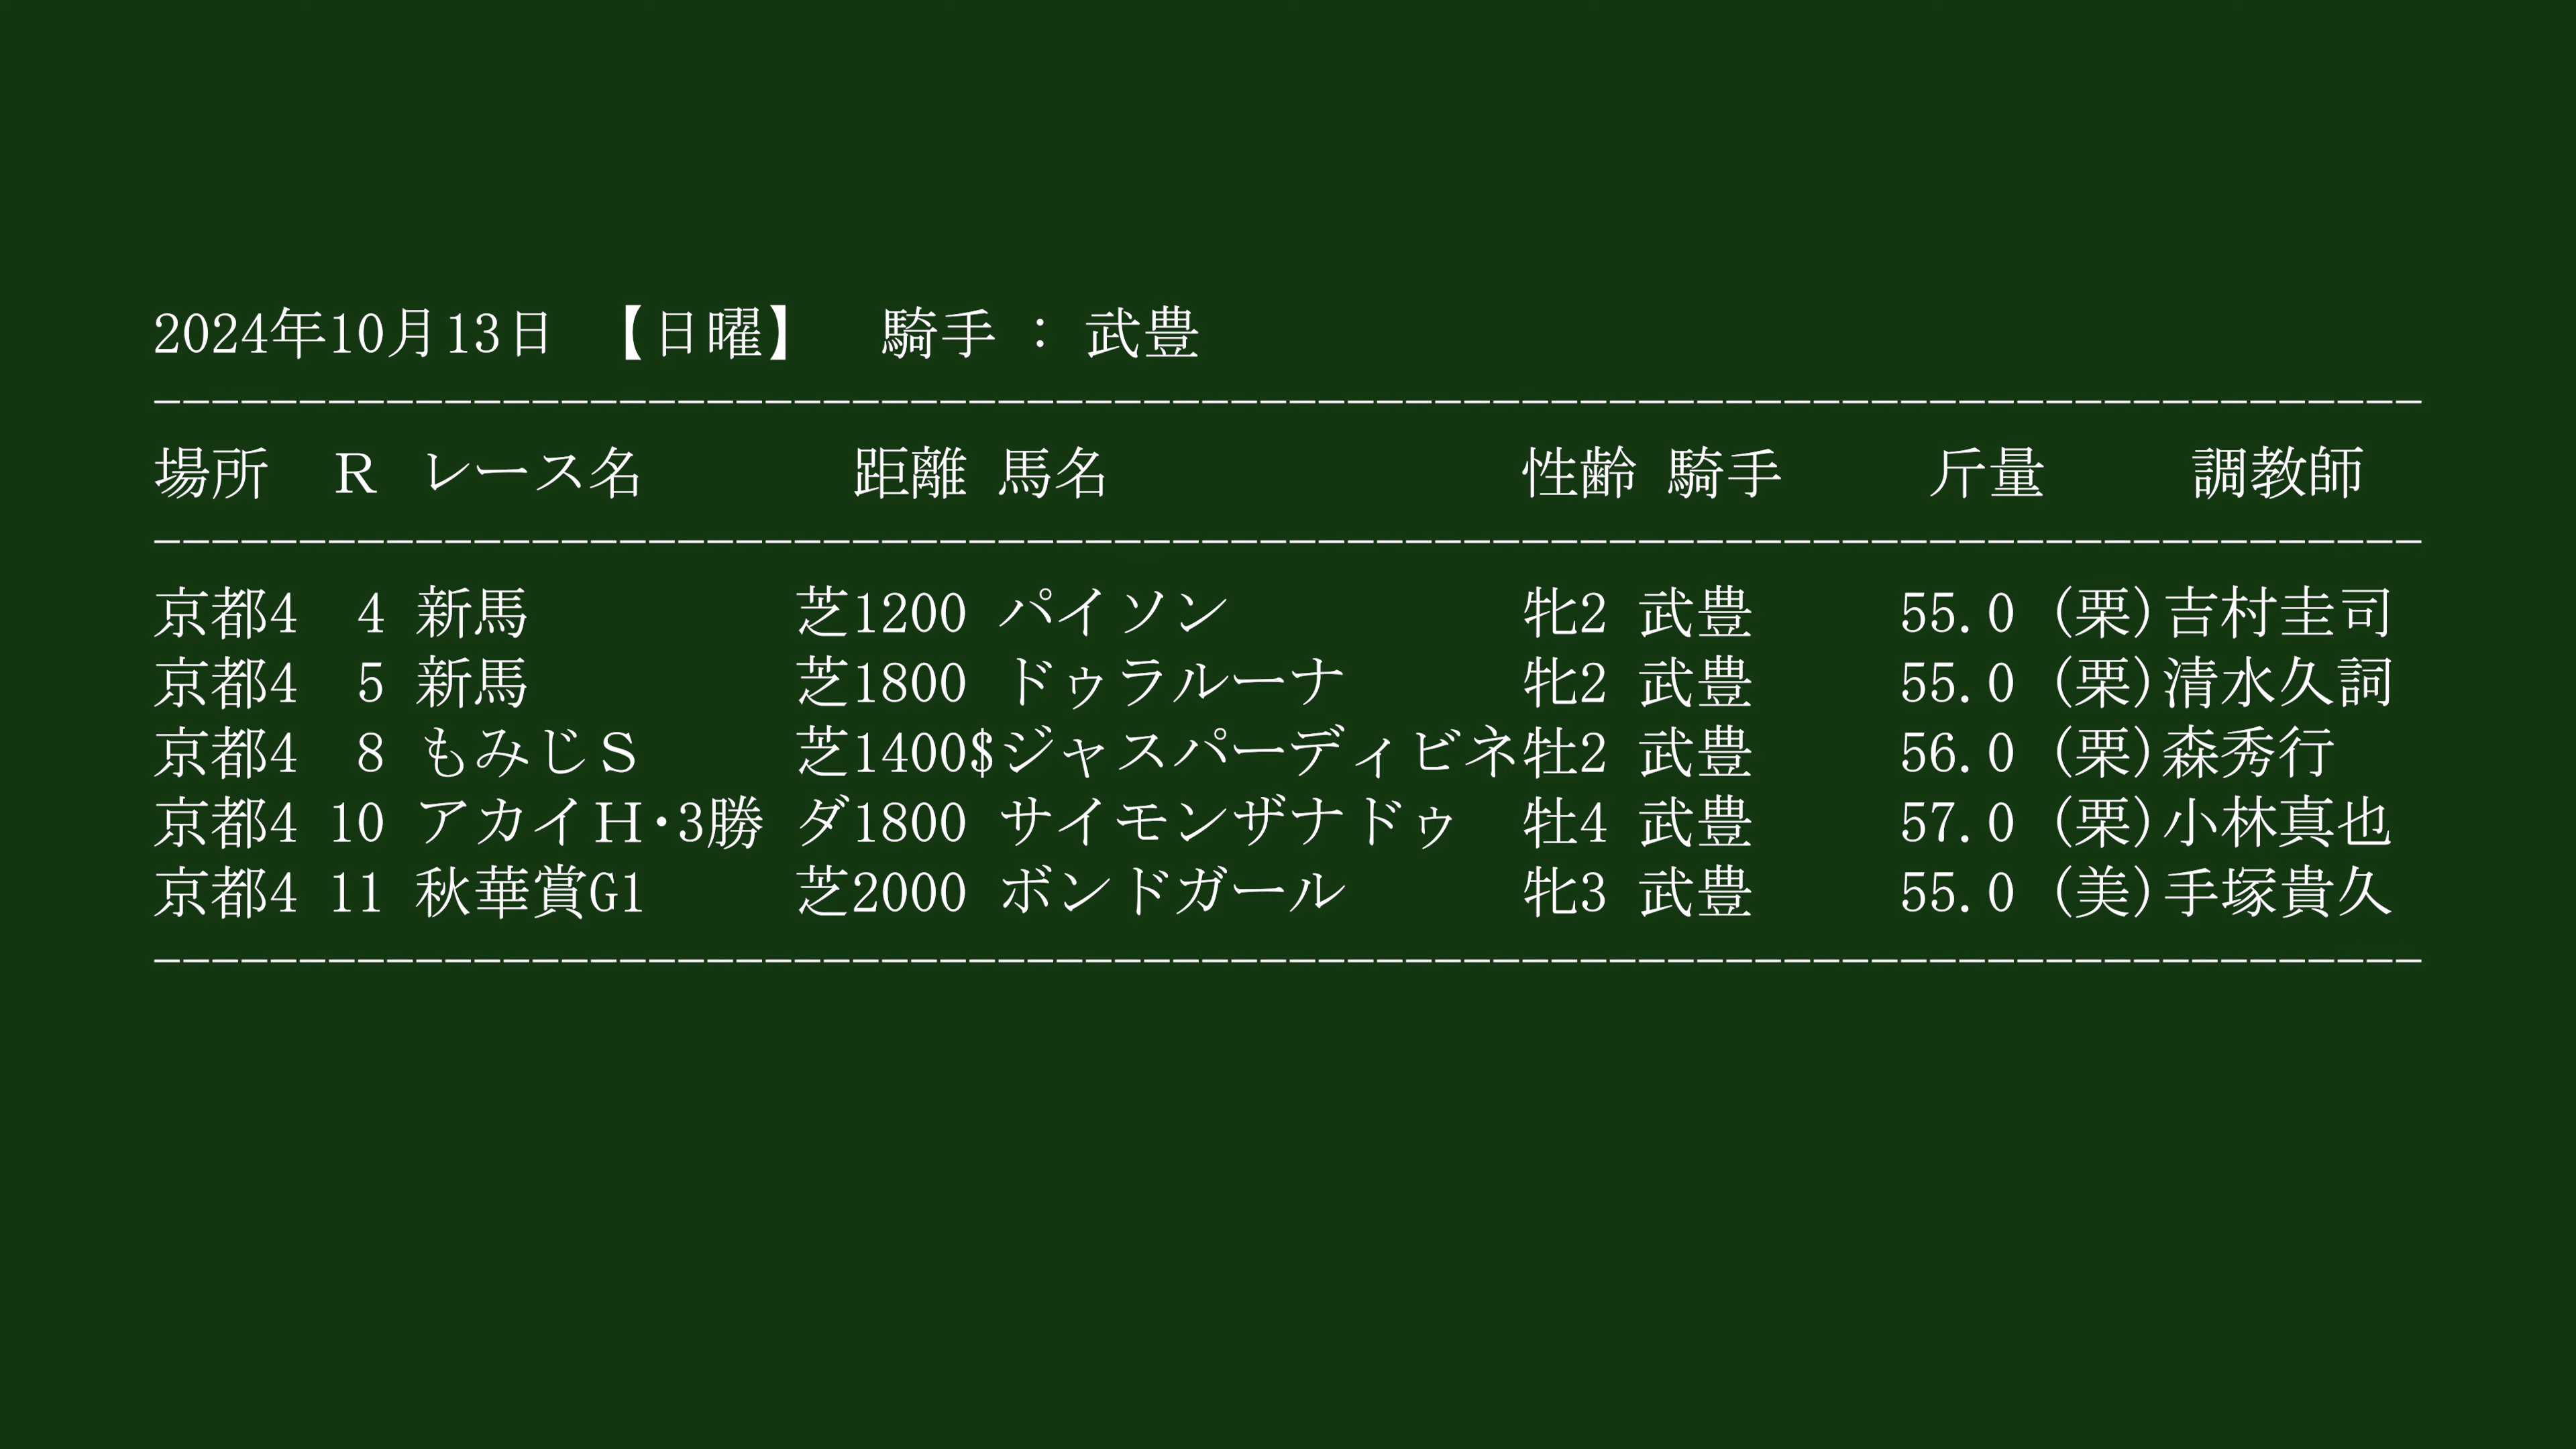 2024年10月13日 【日曜】 騎手 : 武豊
------------------------------------------------------------------------------
場所 Ｒ レース名 距離 馬名 性齢 騎手 斤量 調教師
------------------------------------------------------------------------------
京都4 4 新馬 芝1200 パイソン 牝2 武豊 55.0 (栗)吉村圭司
京都4 5 新馬 芝1800 ドゥラルーナ 牝2 武豊 55.0 (栗)清水久詞
京都4 8 もみじＳ 芝1400$ジャスパーディビネ牡2 武豊 56.0 (栗)森秀行
京都4 10 アカイＨ･3勝 ダ1800 サイモンザナドゥ 牡4 武豊 57.0 (栗)小林真也
京都4 11 秋華賞G1 芝2000 ボンドガール 牝3 武豊 55.0 (美)手塚貴久
------------------------------------------------------------------------------